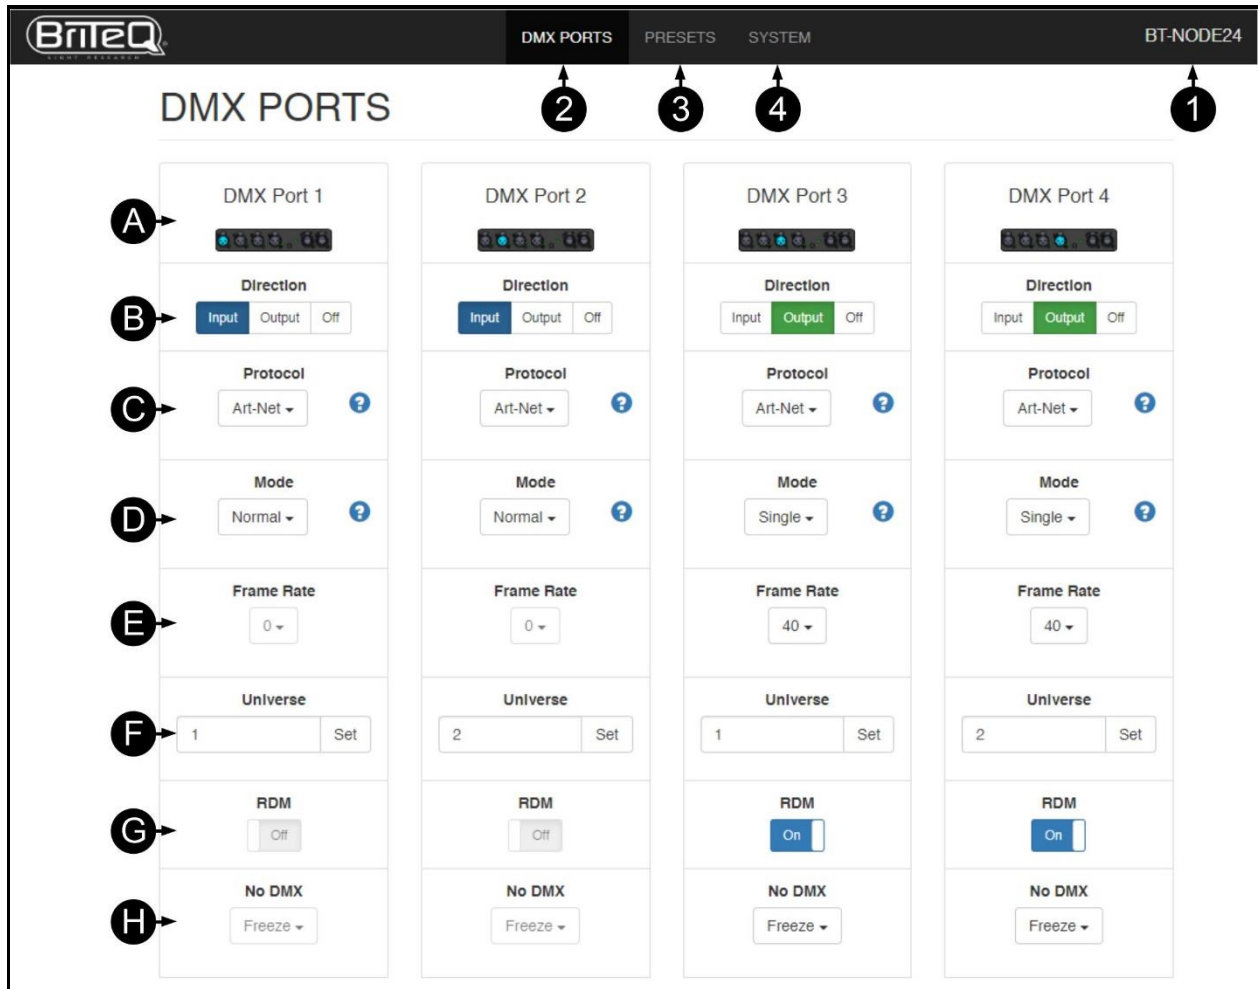 BriTEQ DMX PORTS PRESETS SYSTEM BT-NODE24
LIGHT RESEARCH
2 3 4 1
DMX PORTS
A DMX Port 1 DMX Port 2 DMX Port 3 DMX Port 4
Direction Direction Direction Direction
B Input Output Off Input Output Off Input Output Off Input Output Off
Protocol Protocol Protocol Protocol
C Art-Net ? Art-Net ? Art-Net ? Art-Net ?
Mode Mode Mode Mode
D Normal ? Normal ? Single ? Single ?
Frame Rate Frame Rate Frame Rate Frame Rate
E 0 0 40 40
Universe Universe Universe Universe
F 1 Set 2 Set 1 Set 2 Set
RDM RDM RDM RDM
G Off Off On On
No DMX No DMX No DMX No DMX
H Freeze Freeze Freeze Freeze